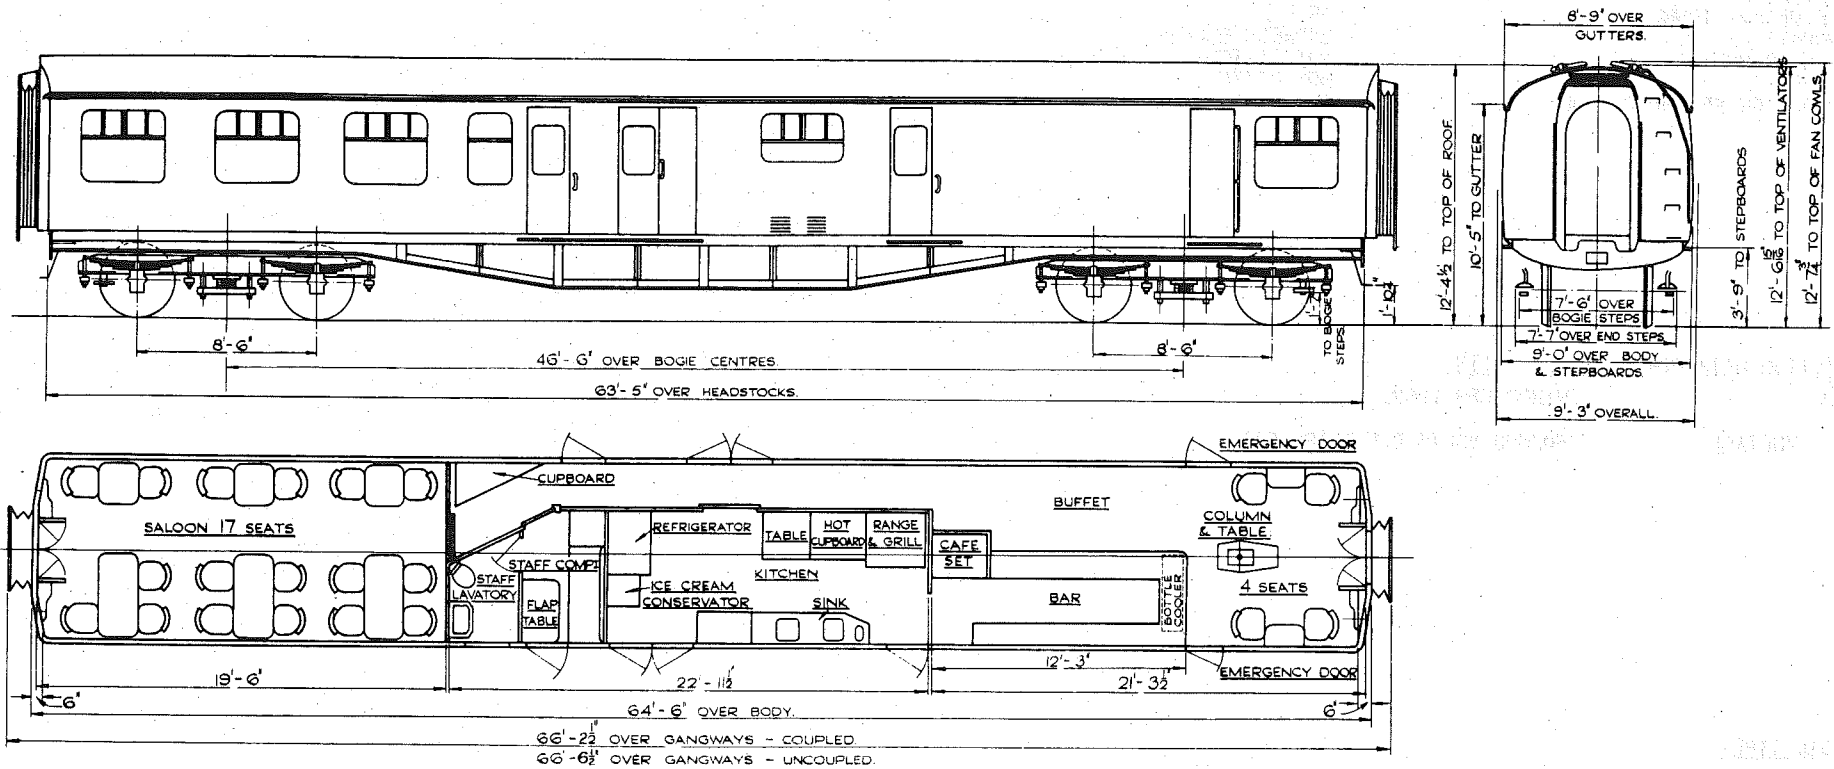 8'-9" OVER
GUTTERS.
12'-4½" TO TOP OF ROOF.
10'-5" TO GUTTER
3'-9" TO STEPBOARDS
12'-6 15/16" TO TOP OF VENTILATORS
12'-7¾" TO TOP OF FAN COWLS.
TO BOGIE
STEPS.
7'-6" OVER
BOGIE STEPS
7'-7" OVER END STEPS
9'-0" OVER BODY
& STEPBOARDS.
9'-3" OVERALL.
8'-6"
8'-6"
46'-6" OVER BOGIE CENTRES.
63'-5" OVER HEADSTOCKS.
EMERGENCY DOOR
CUPBOARD
BUFFET
SALOON 17 SEATS
REFRIGERATOR
TABLE
HOT
CUPBOARD
RANGE
& GRILL
COLUMN
& TABLE
CAFE
SET
STAFF COMPT
KITCHEN
STAFF
LAVATORY
ICE CREAM
CONSERVATOR
FLAP
TABLE
SINK
BAR
BOTTLE
COOLER
4 SEATS
12'-3"
EMERGENCY DOOR
19'-6"
22'-11½"
21'-3½"
6"
6"
64'-6" OVER BODY.
66'-2½" OVER GANGWAYS - COUPLED.
66'-6½" OVER GANGWAYS - UNCOUPLED.